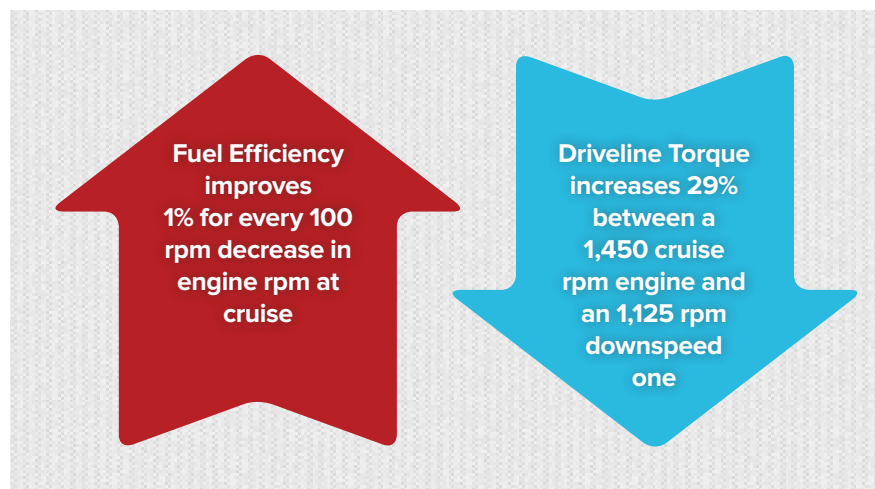 Fuel Efficiency
improves
1% for every 100
rpm decrease in
engine rpm at
cruise
Driveline Torque
increases 29%
between a
1,450 cruise
rpm engine and
an 1,125 rpm
downspeed
one